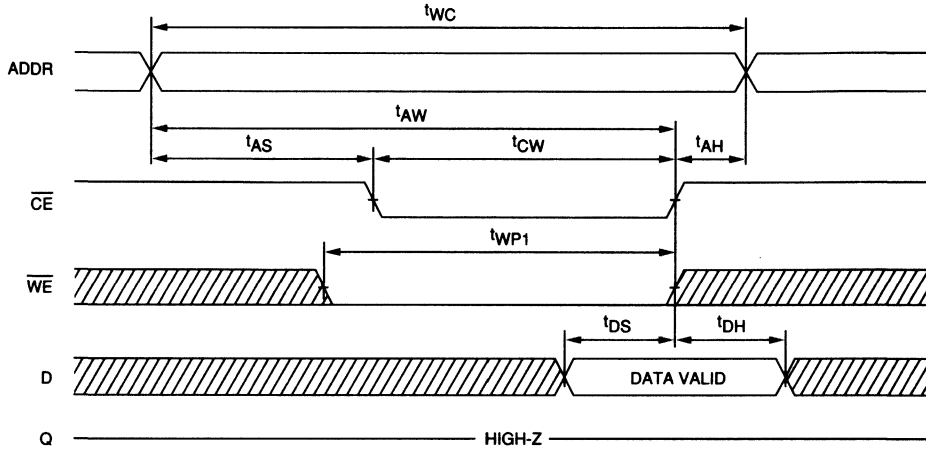 tWC
ADDR
tAW
tAS
tCW
tAH
CE
tWP1
WE
tDS
tDH
D
DATA VALID
Q
HIGH-Z